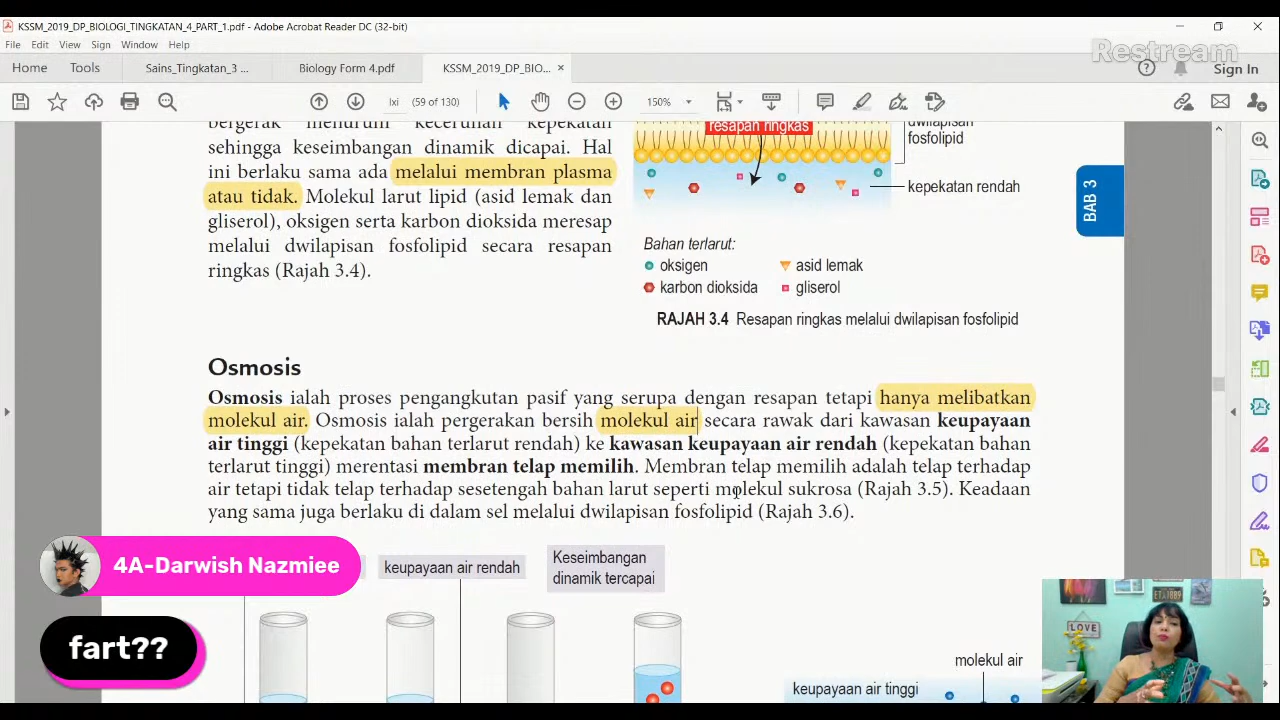 KSSM_2019_DP_BIOLOGI_TINGKATAN_4_PART_1.pdf - Adobe Acrobat Reader DC (32-bit)
File Edit View Sign Window Help
Restream
Home Tools Sains_Tingkatan_3 ... Biology Form 4.pdf KSSM_2019_DP_BIO... × Sign In
lxi (59 of 130) 150%
bergerak menuruni kecerunan kepekatan
sehingga keseimbangan dinamik dicapai. Hal
ini berlaku sama ada melalui membran plasma
atau tidak. Molekul larut lipid (asid lemak dan
gliserol), oksigen serta karbon dioksida meresap
melalui dwilapisan fosfolipid secara resapan
ringkas (Rajah 3.4).
resapan ringkas
dwilapisan
fosfolipid
kepekatan rendah
BAB 3
Bahan terlarut:
oksigen asid lemak
karbon dioksida gliserol
RAJAH 3.4 Resapan ringkas melalui dwilapisan fosfolipid
Osmosis
Osmosis ialah proses pengangkutan pasif yang serupa dengan resapan tetapi hanya melibatkan
molekul air. Osmosis ialah pergerakan bersih molekul air secara rawak dari kawasan keupayaan
air tinggi (kepekatan bahan terlarut rendah) ke kawasan keupayaan air rendah (kepekatan bahan
terlarut tinggi) merentasi membran telap memilih. Membran telap memilih adalah telap terhadap
air tetapi tidak telap terhadap sesetengah bahan larut seperti molekul sukrosa (Rajah 3.5). Keadaan
yang sama juga berlaku di dalam sel melalui dwilapisan fosfolipid (Rajah 3.6).
keupayaan air rendah
Keseimbangan
dinamik tercapai
4A-Darwish Nazmiee
fart??
molekul air
keupayaan air tinggi
LOVE
ETA1889